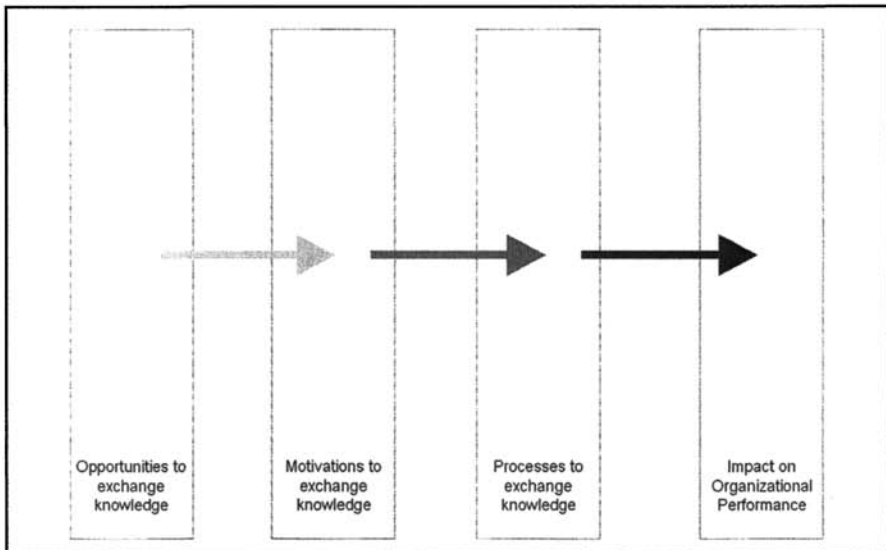 Opportunities to
exchange
knowledge
Motivations to
exchange
knowledge
Processes to
exchange
knowledge
Impact on
Organizational
Performance